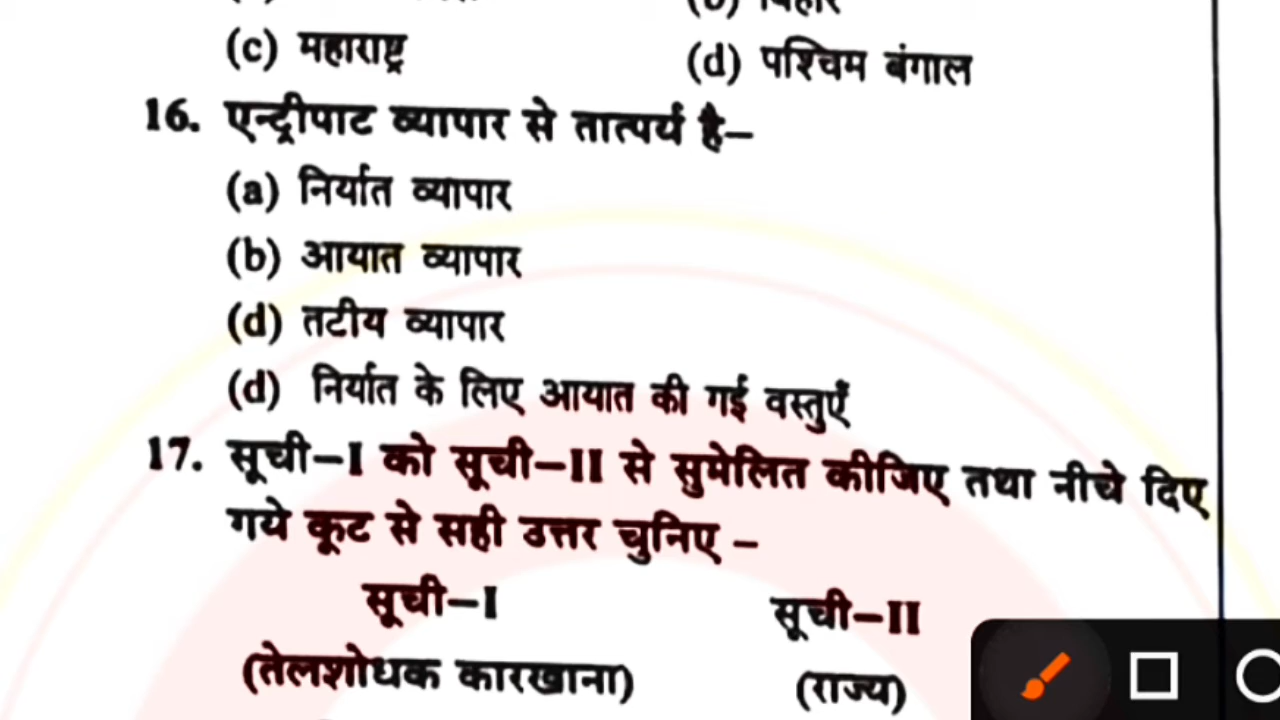 (c) महाराष्ट्र (d) पश्चिम बंगाल
16. एन्ट्रीपाट व्यापार से तात्पर्य है–
(a) निर्यात व्यापार
(b) आयात व्यापार
(d) तटीय व्यापार
(d) निर्यात के लिए आयात की गई वस्तुएँ
17. सूची–I को सूची–II से सुमेलित कीजिए तथा नीचे दिए
गये कूट से सही उत्तर चुनिए –
सूची–I सूची–II
(तेलशोधक कारखाना) (राज्य)